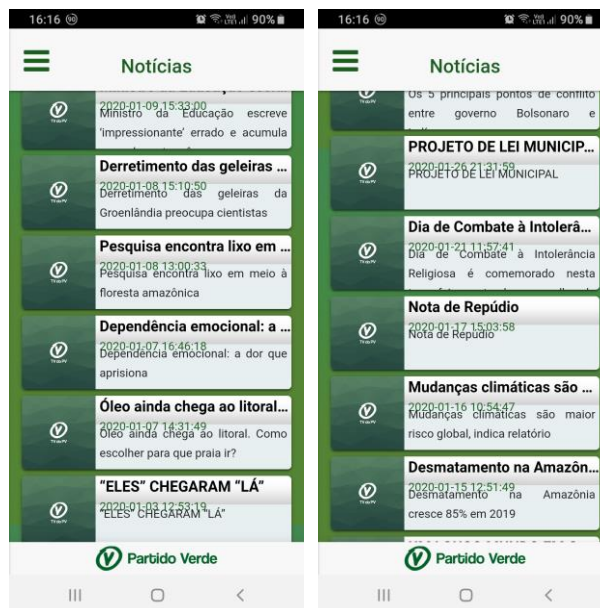 16:16 90%
Notícias
2020-01-09 15:33:00
Ministro da Educação escreve
'impressionante' errado e acumula
Derretimento das geleiras ...
2020-01-08 15:10:50
Derretimento das geleiras da
Groenlândia preocupa cientistas
Pesquisa encontra lixo em ...
2020-01-08 13:00:33
Pesquisa encontra lixo em meio à
floresta amazônica
Dependência emocional: a ...
2020-01-07 16:46:18
Dependência emocional: a dor que
aprisiona
Óleo ainda chega ao litoral...
2020-01-07 14:31:49
Óleo ainda chega ao litoral. Como
escolher para que praia ir?
“ELES” CHEGARAM “LÁ”
2020-01-03 12:53:19
“ELES” CHEGARAM “LÁ”
Partido Verde
16:16 90%
Notícias
Os 5 principais pontos de conflito
entre governo Bolsonaro e
PROJETO DE LEI MUNICIP...
2020-01-26 21:31:59
PROJETO DE LEI MUNICIPAL
Dia de Combate à Intolerâ...
2020-01-21 11:57:41
Dia de Combate à Intolerância
Religiosa é comemorado nesta
Nota de Repúdio
2020-01-17 15:03:58
Nota de Repúdio
Mudanças climáticas são ...
2020-01-16 10:54:47
Mudanças climáticas são maior
risco global, indica relatório
Desmatamento na Amazôn...
2020-01-15 12:51:49
Desmatamento na Amazônia
cresce 85% em 2019
Partido Verde